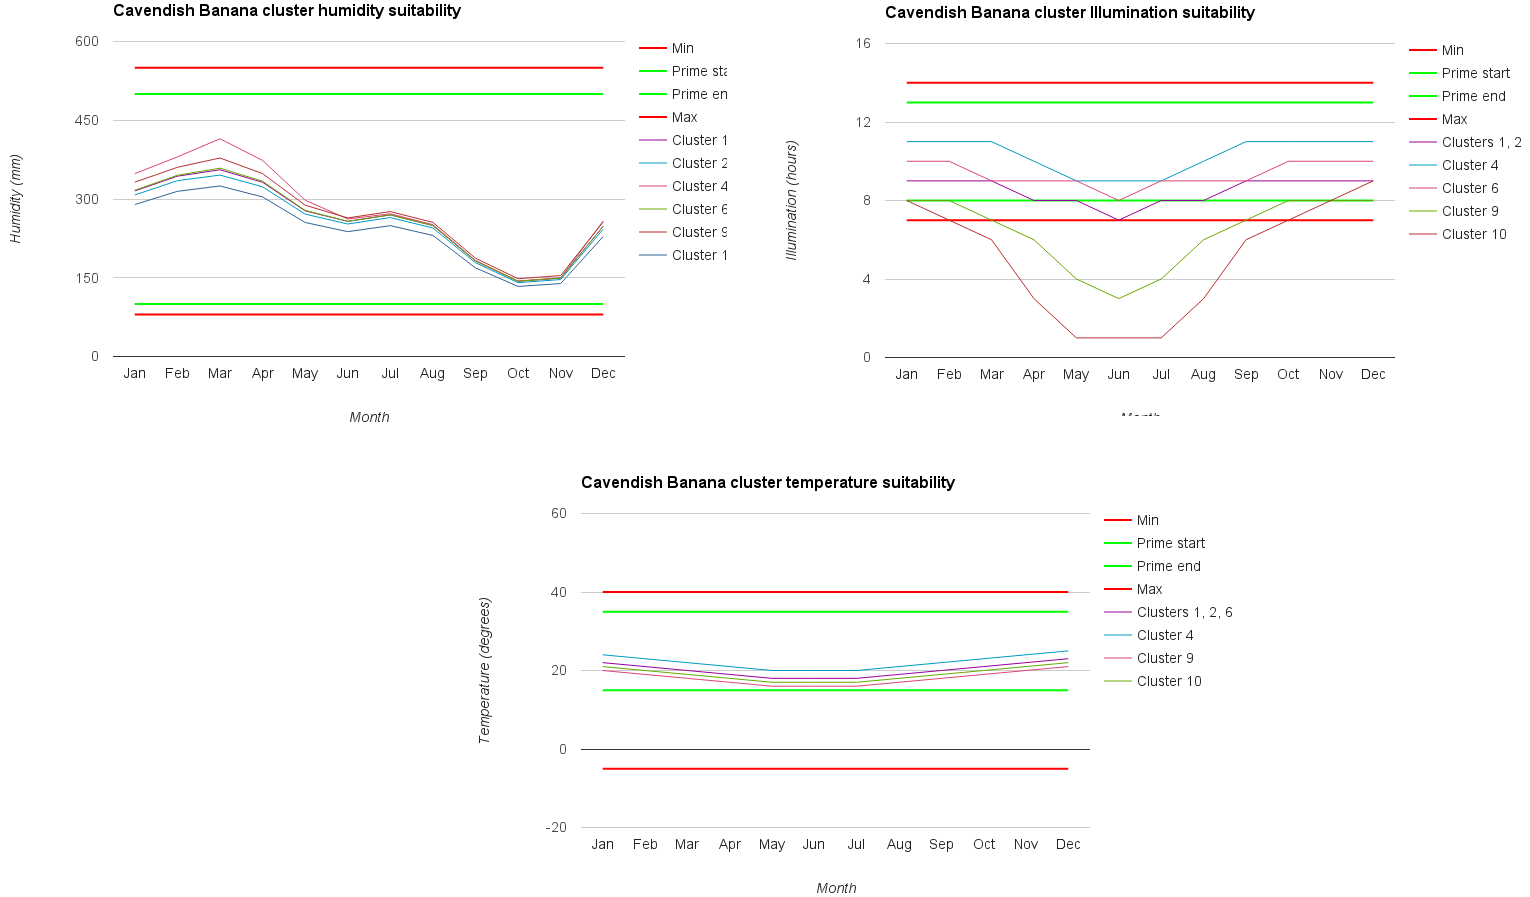 Cavendish Banana cluster humidity suitability
600
450
300
150
0
Humidity (mm)
Jan Feb Mar Apr May Jun Jul Aug Sep Oct Nov Dec
Month
Min
Prime sta
Prime en
Max
Cluster 1
Cluster 2
Cluster 4
Cluster 6
Cluster 9
Cluster 1
Cavendish Banana cluster Illumination suitability
16
12
8
4
0
Illumination (hours)
Jan Feb Mar Apr May Jun Jul Aug Sep Oct Nov Dec
Month
Min
Prime start
Prime end
Max
Clusters 1, 2
Cluster 4
Cluster 6
Cluster 9
Cluster 10
Cavendish Banana cluster temperature suitability
60
40
20
0
-20
Temperature (degrees)
Jan Feb Mar Apr May Jun Jul Aug Sep Oct Nov Dec
Month
Min
Prime start
Prime end
Max
Clusters 1, 2, 6
Cluster 4
Cluster 9
Cluster 10